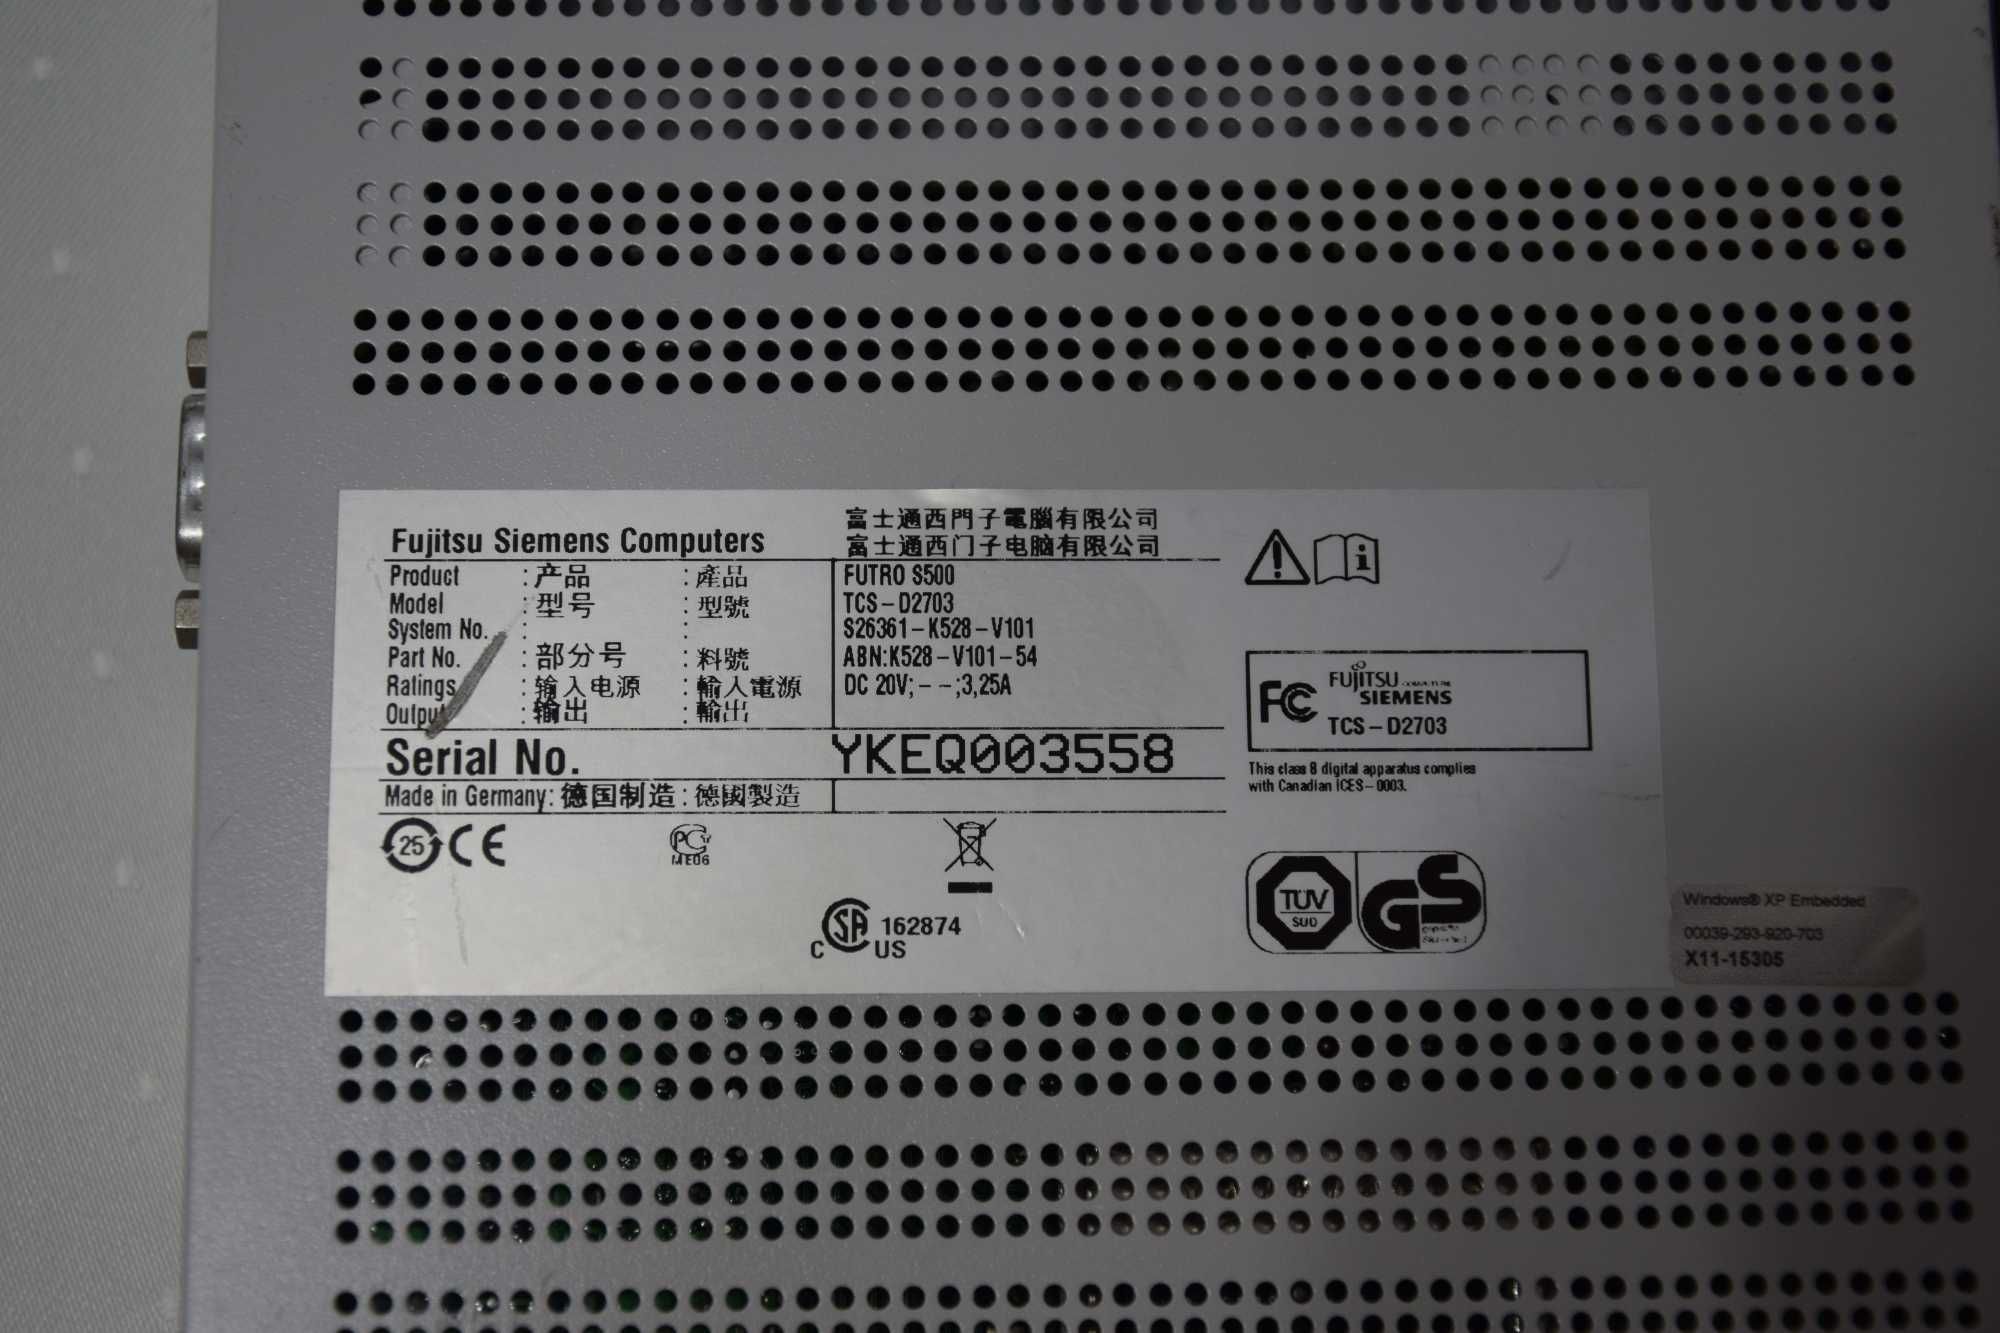 Fujitsu Siemens Computers
富士通西門子電腦有限公司
富士通西门子电脑有限公司
Product :产品 :產品 FUTRO S500
Model :型号 :型號 TCS-D2703
System No. : : S26361-K528-V101
Part No. :部分号 :料號 ABN:K528-V101-54
Ratings :输入电源 :輸入電源 DC 20V;--;3,25A
Output :输出 :輸出
Serial No. YKEQ003558
Made in Germany:德国制造:德國製造
25 CE
PCT
ME06
C SA US 162874
i
FC FUJITSU COMPUTERS
SIEMENS
TCS-D2703
This class B digital apparatus complies
with Canadian ICES-0003.
TÜV
SUD
GS
Windows® XP Embedded
00039-293-920-703
X11-15305